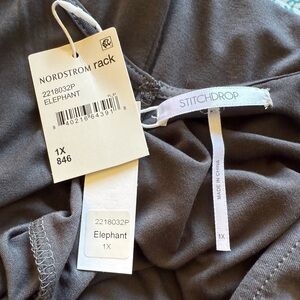 NORDSTROM rack
2218032P
ELEPHANT
1X
846
STITCHDROP
MADE IN CHINA
1X
2218032P
Elephant
1X